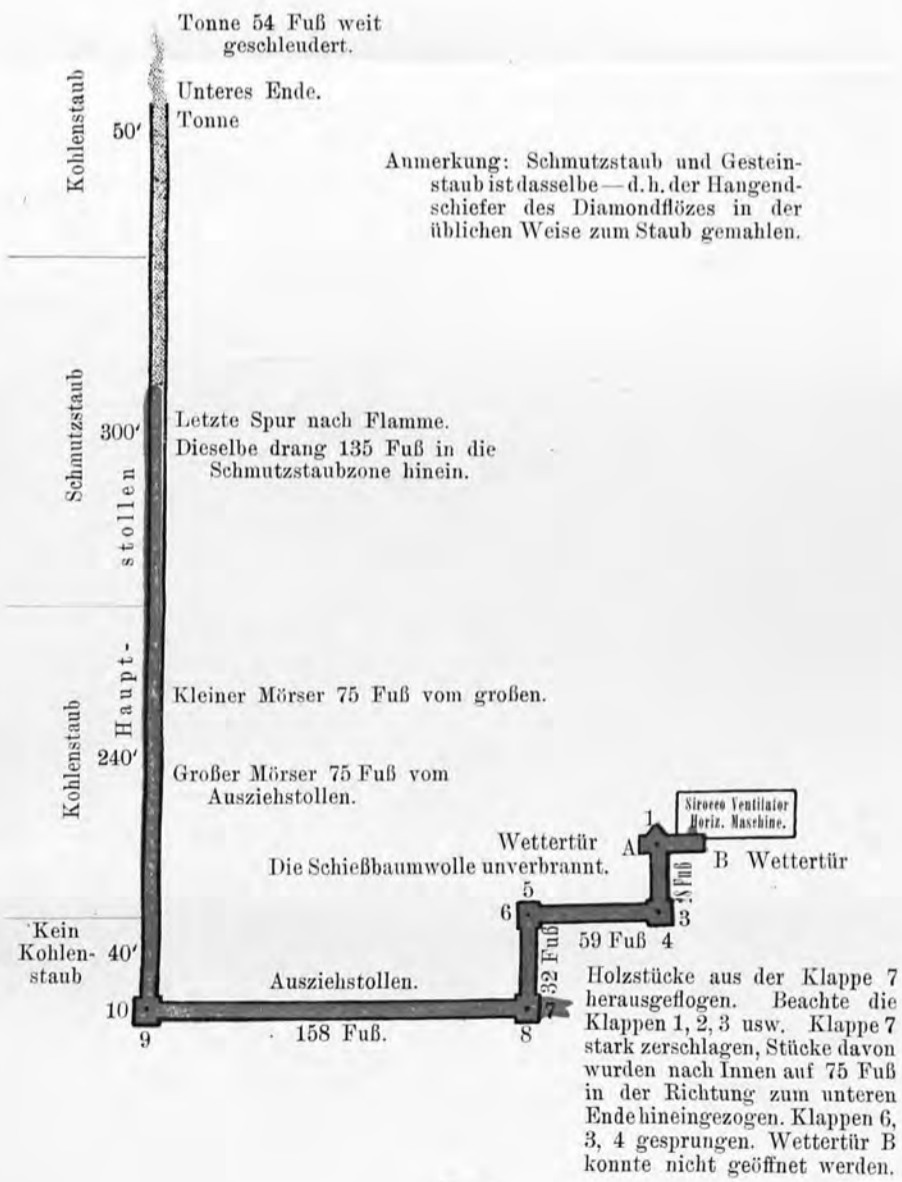 Tonne 54 Fuß weit
geschleudert.
Kohlenstaub
50′
Unteres Ende.
Tonne
Anmerkung: Schmutzstaub und Gestein-
staub ist dasselbe — d. h. der Hangend-
schiefer des Diamondflözes in der
üblichen Weise zum Staub gemahlen.
Schmutzstaub
300′
Letzte Spur nach Flamme.
Dieselbe drang 135 Fuß in die
Schmutzstaubzone hinein.
Haupt-
stollen
Kohlenstaub
240′
Kleiner Mörser 75 Fuß vom großen.
Großer Mörser 75 Fuß vom
Ausziehstollen.
Sirocco Ventilator
Horiz. Maschine.
1
Wettertür A
B Wettertür
Die Schießbaumwolle unverbrannt.
28 Fuß
5
6
3
59 Fuß 4
Kein
Kohlen-
staub
40′
32 Fuß
Ausziehstollen.
10
7
9
158 Fuß.
8
Holzstücke aus der Klappe 7
herausgeflogen. Beachte die
Klappen 1, 2, 3 usw. Klappe 7
stark zerschlagen, Stücke davon
wurden nach Innen auf 75 Fuß
in der Richtung zum unteren
Ende hineingezogen. Klappen 6,
3, 4 gesprungen. Wettertür B
konnte nicht geöffnet werden.